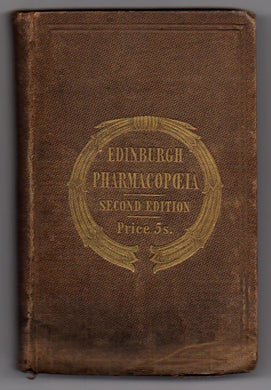 EDINBURGH
PHARMACOPŒIA
SECOND EDITION
Price 5s.